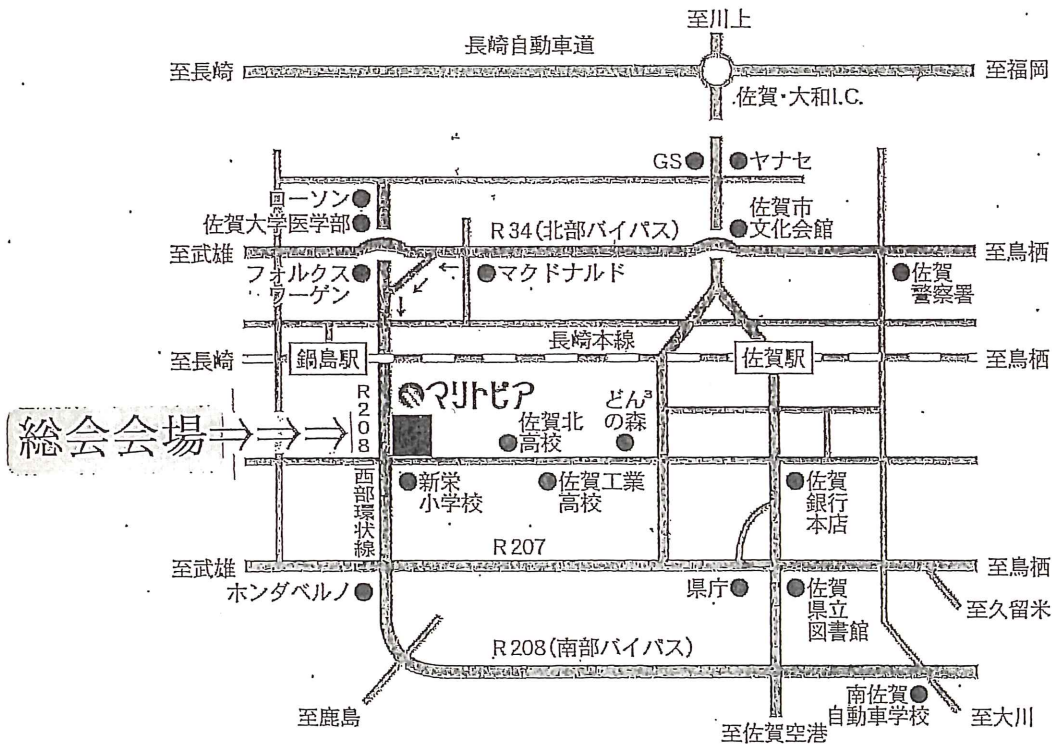 至川上
長崎自動車道
至長崎
至福岡
佐賀・大和I.C.
GS
ヤナセ
ローソン
佐賀大学医学部
R34(北部バイパス)
佐賀市
文化会館
至武雄
至鳥栖
フォルクス
ワーゲン
マクドナルド
佐賀
警察署
長崎本線
至長崎
鍋島駅
佐賀駅
至鳥栖
R208
マリトピア
どん3
の森
佐賀北
高校
総会会場
西部環状線
新栄
小学校
佐賀工業
高校
佐賀
銀行
本店
R207
至武雄
至鳥栖
ホンダベルノ
県庁
佐賀
県立
図書館
至久留米
R208(南部バイパス)
至鹿島
南佐賀
自動車学校
至大川
至佐賀空港